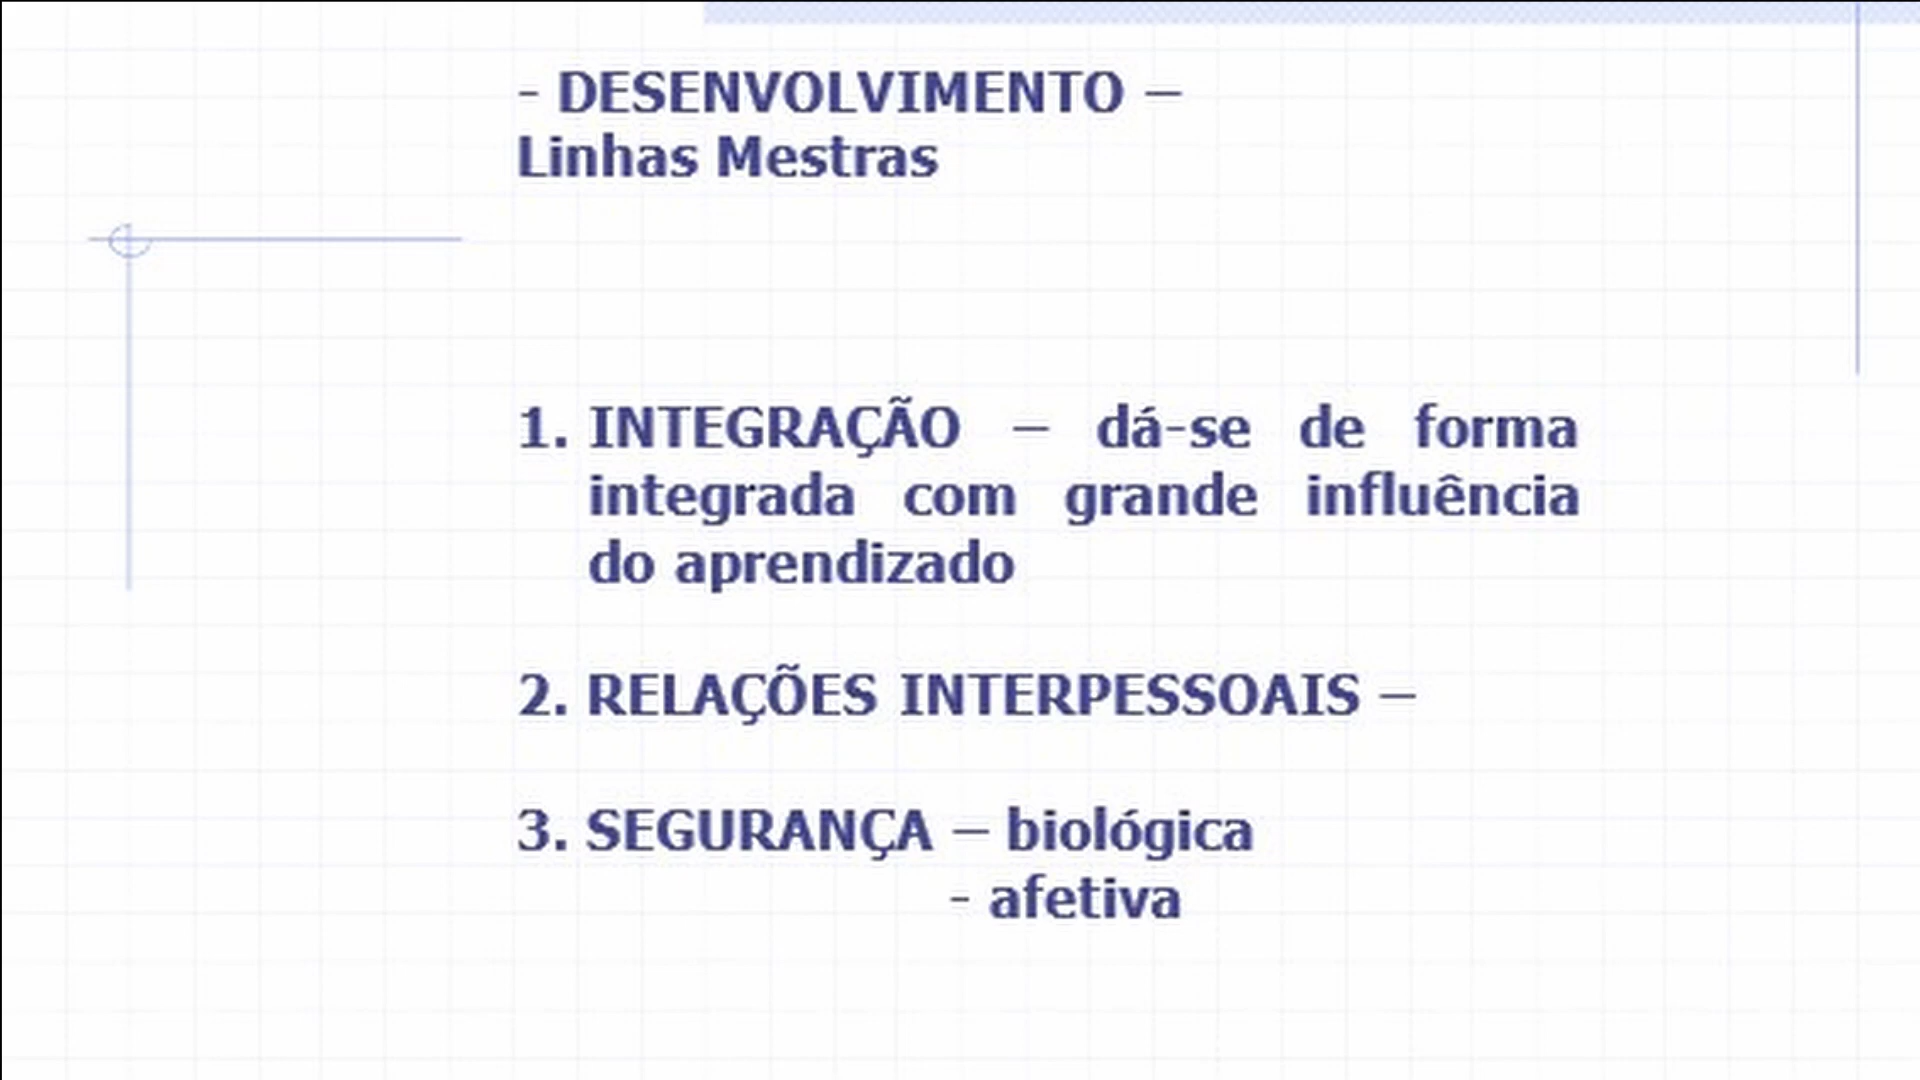 - DESENVOLVIMENTO –
Linhas Mestras
1. INTEGRAÇÃO – dá-se de forma
integrada com grande influência
do aprendizado
2. RELAÇÕES INTERPESSOAIS –
3. SEGURANÇA – biológica
- afetiva